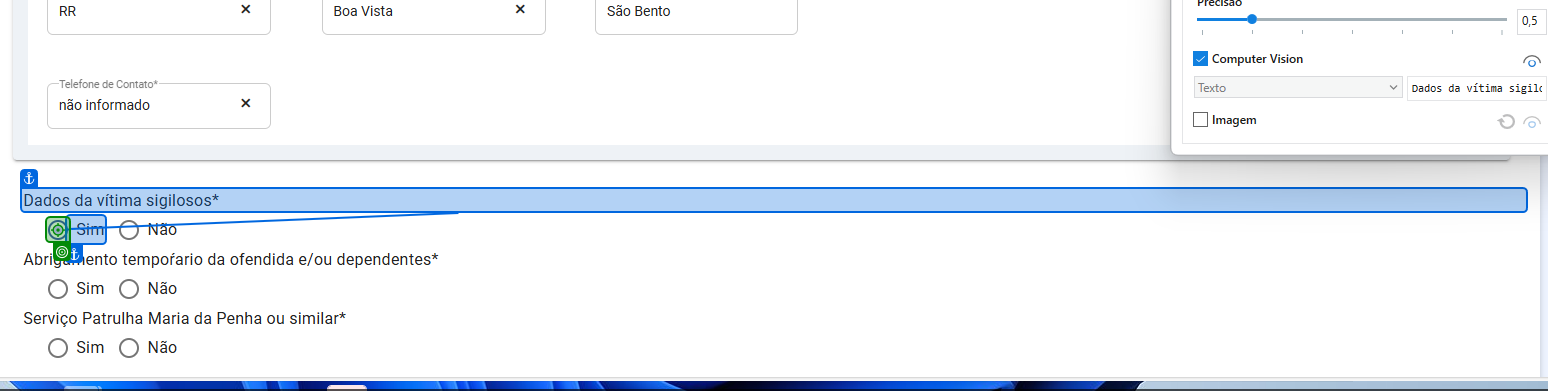 RR
Boa Vista
São Bento
Telefone de Contato*
não informado
Precisão
0,5
Computer Vision
Texto
Dados da vítima sigilo
Imagem
Dados da vítima sigilosos*
Sim
Não
Abrigamento tempoŕario da ofendida e/ou dependentes*
Sim
Não
Serviço Patrulha Maria da Penha ou similar*
Sim
Não